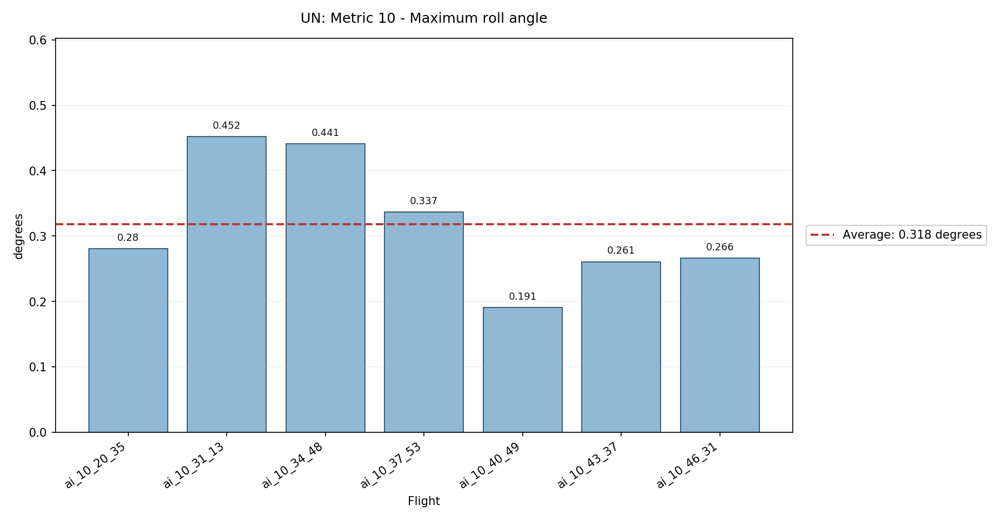 UN: Metric 10 - Maximum roll angle
degrees
0.6
0.5
0.4
0.3
0.2
0.1
0.0
0.28
0.452
0.441
0.337
0.191
0.261
0.266
Average: 0.318 degrees
ai_10_20_35
ai_10_31_13
ai_10_34_48
ai_10_37_53
ai_10_40_49
ai_10_43_37
ai_10_46_31
Flight